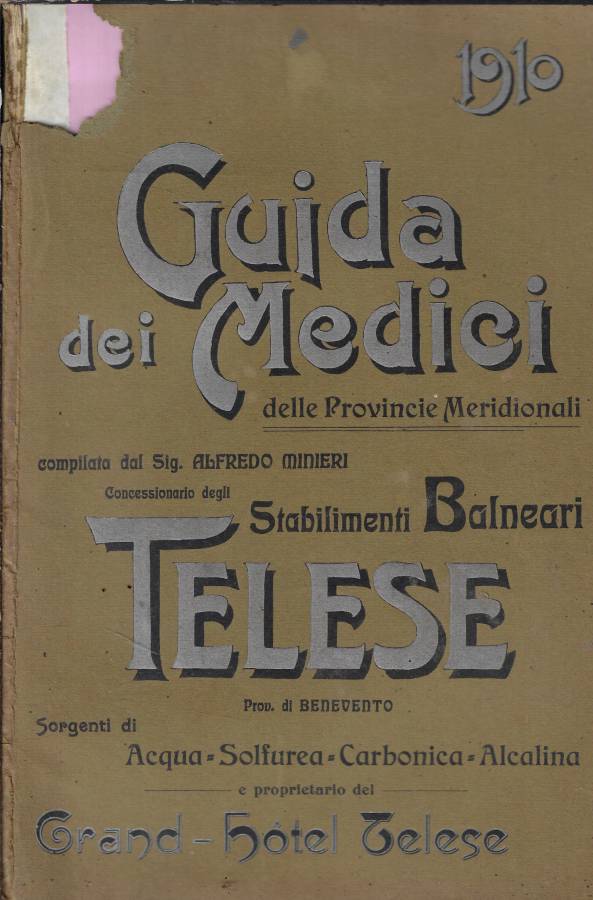 1910
Guida
dei Medici
delle Provincie Meridionali
compilata dal Sig. ALFREDO MINIERI
Concessionario degli
Stabilimenti Balneari
TELESE
Prov. di BENEVENTO
Sorgenti di
Acqua=Solfurea=Carbonica=Alcalina
e proprietario del
Grand-Hôtel Telese